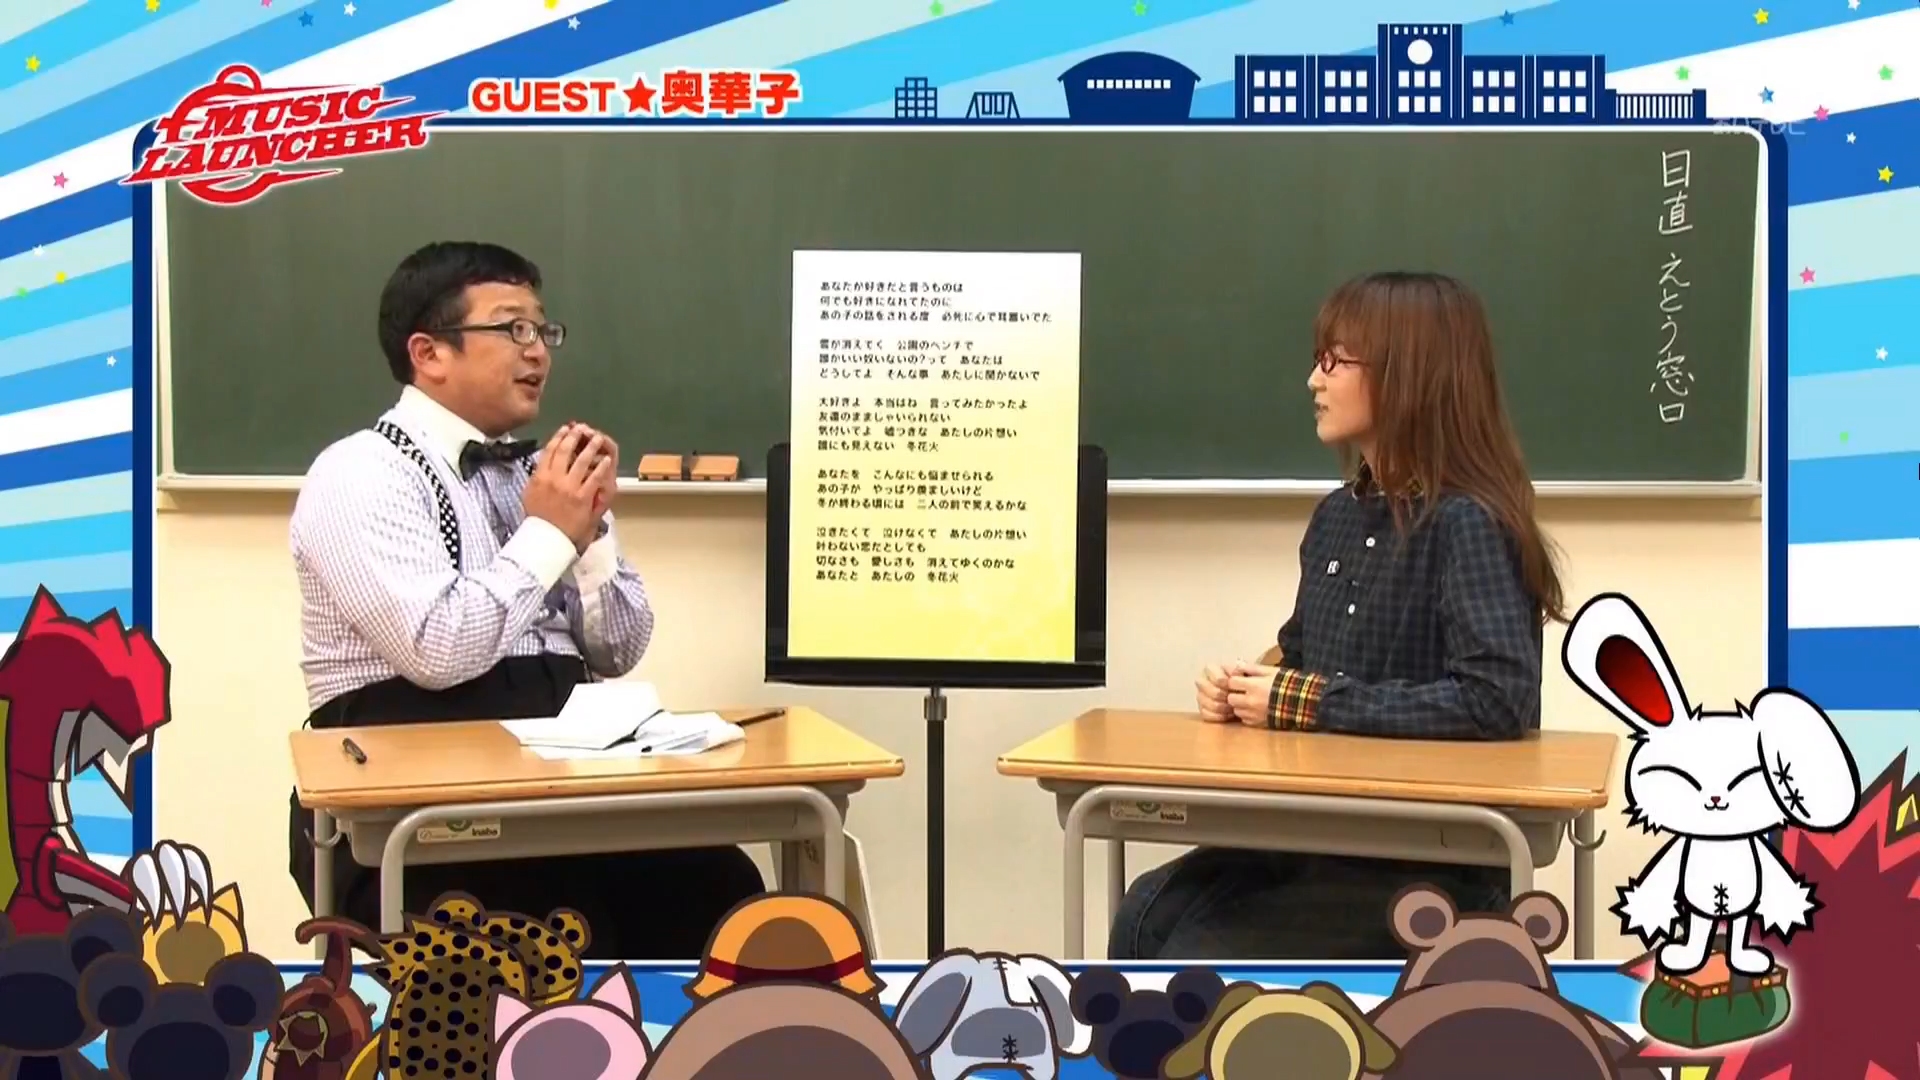 MUSIC
LAUNCHER
GUEST★奥華子
日直 えとう窓口
あなたが好きだと言うものは
何でも好きになれてたのに
あの子の話をされる度 必死に心で耳塞いでた
雪が消えてく 公園のベンチで
誰かいい奴いないの?って あなたは
どうしてよ そんな事 あたしに聞かないで
大好きよ 本当はね 言ってみたかったよ
友達のままじゃいられない
気付いてよ 嘘つきな あたしの片想い
誰にも見えない 冬花火
あなたを こんなにも悩ませられる
あの子が やっぱり羨ましいけど
冬が終わる頃には 二人の前で笑えるかな
泣きたくて 泣けなくて あたしの片想い
叶わない恋だとしても
切なさも 愛しさも 消えてゆくのかな
あなたと あたしの 冬花火
inaba
inaba